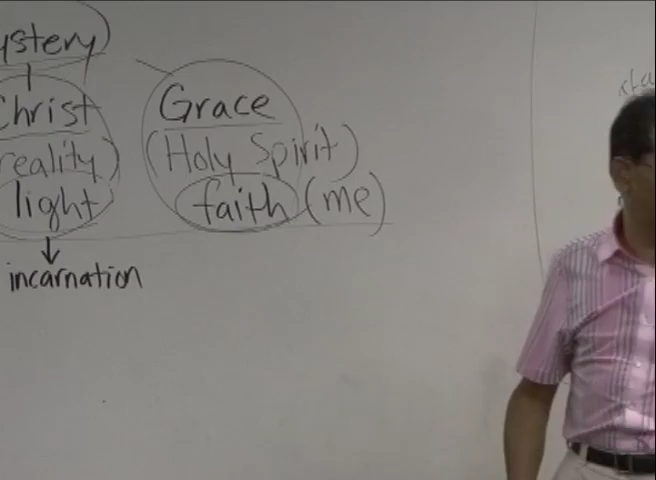 ystery)
Christ
reality)
light
incarnation
Grace
(Holy Spirit)
faith (me)